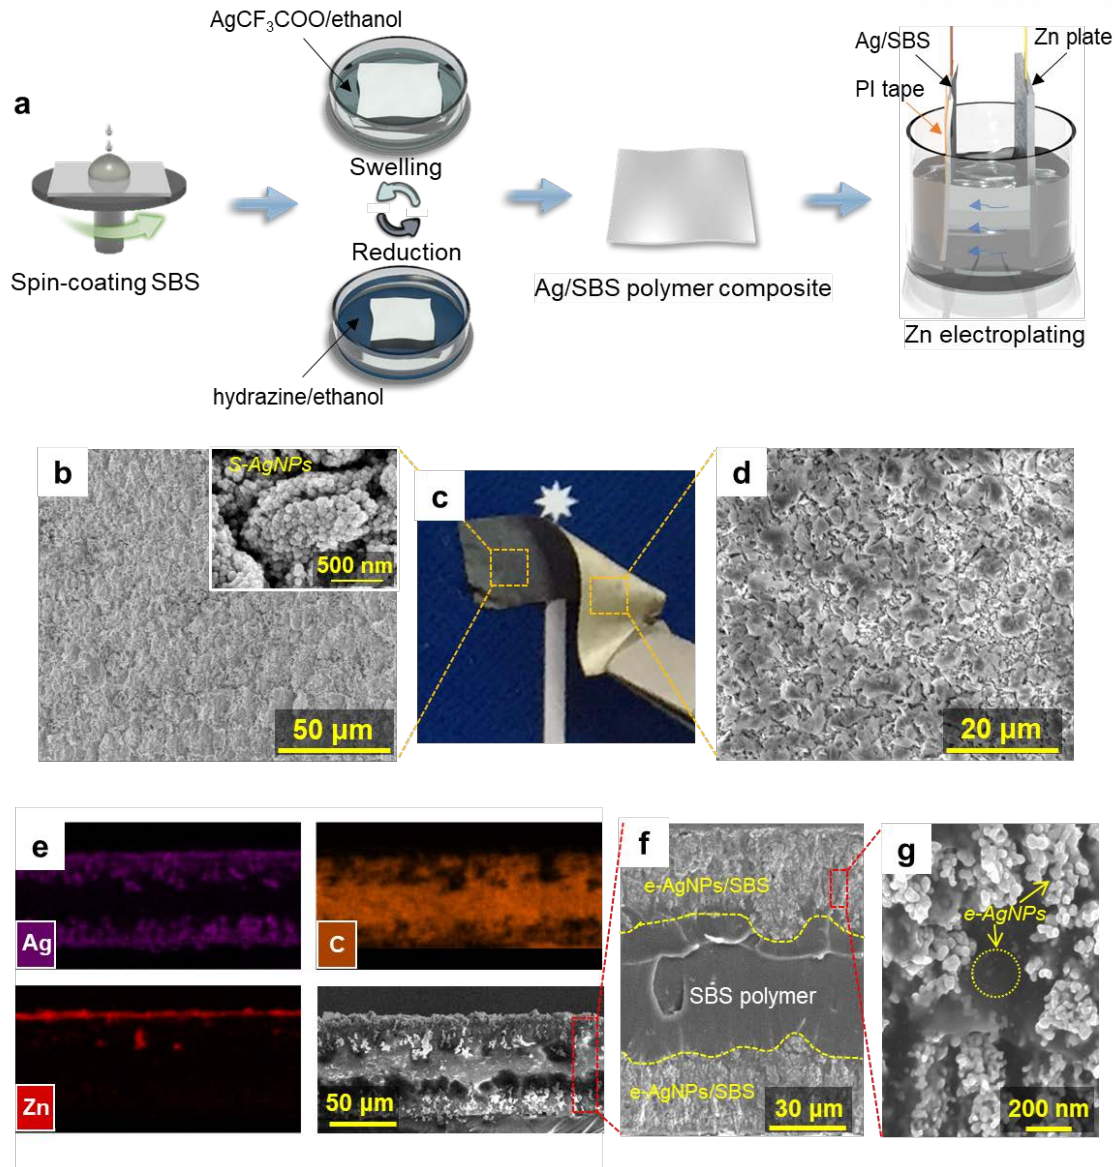 a
AgCF₃COO/ethanol
Swelling
Reduction
hydrazine/ethanol
Spin-coating SBS
Ag/SBS polymer composite
Ag/SBS
Zn plate
PI tape
Zn electroplating
b
S-AgNPs
500 nm
50 µm
c
d
20 µm
e
Ag
C
Zn
50 µm
f
e-AgNPs/SBS
SBS polymer
e-AgNPs/SBS
30 µm
g
e-AgNPs
200 nm